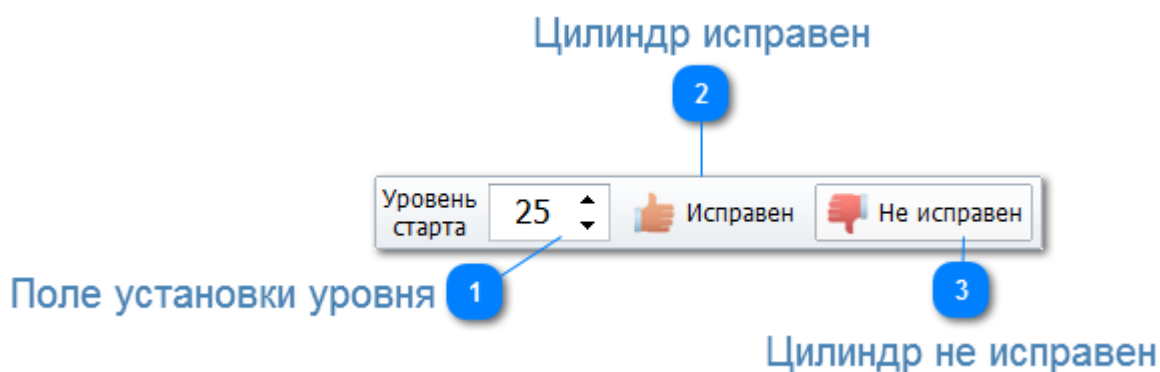 Цилиндр исправен
2
Уровень
старта
25
Исправен
Не исправен
Поле установки уровня
1
3
Цилиндр не исправен